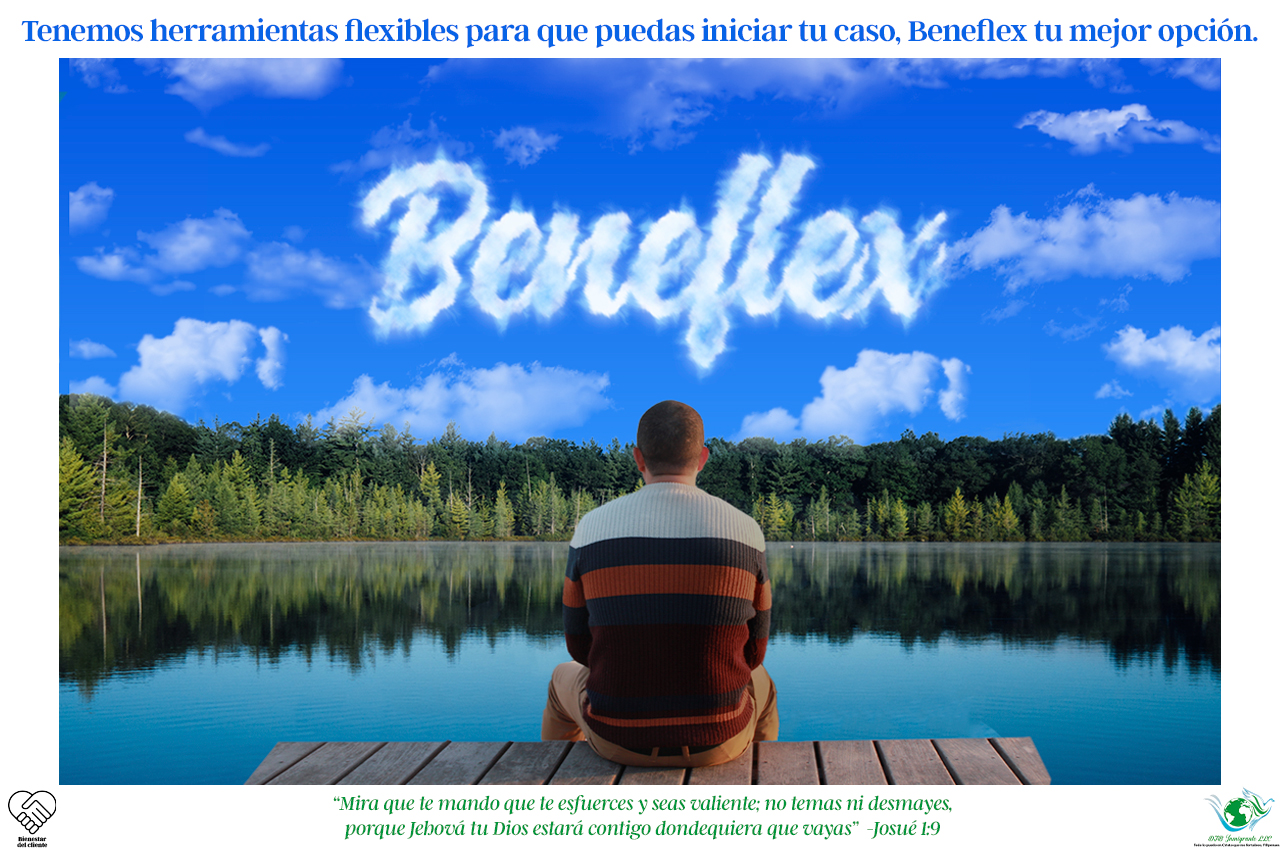 Tenemos herramientas flexibles para que puedas iniciar tu caso, Beneflex tu mejor opción.
Beneflex
“Mira que te mando que te esfuerces y seas valiente; no temas ni desmayes,
porque Jehová tu Dios estará contigo dondequiera que vayas” -Josué 1:9
Bienestar
del cliente